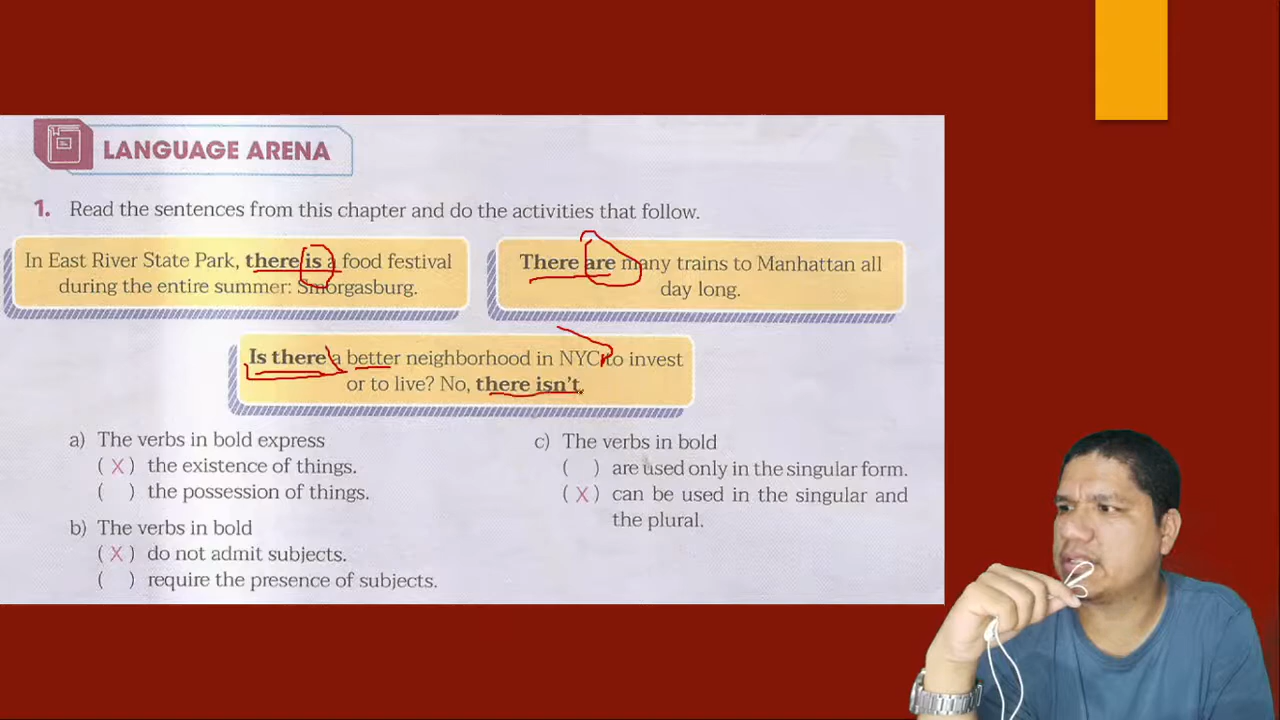 LANGUAGE ARENA
1. Read the sentences from this chapter and do the activities that follow.
In East River State Park, there is a food festival
during the entire summer: Smorgasburg.
There are many trains to Manhattan all
day long.
Is there a better neighborhood in NYC to invest
or to live? No, there isn't.
a) The verbs in bold express
(X) the existence of things.
( ) the possession of things.
b) The verbs in bold
(X) do not admit subjects.
( ) require the presence of subjects.
c) The verbs in bold
( ) are used only in the singular form.
(X) can be used in the singular and
the plural.